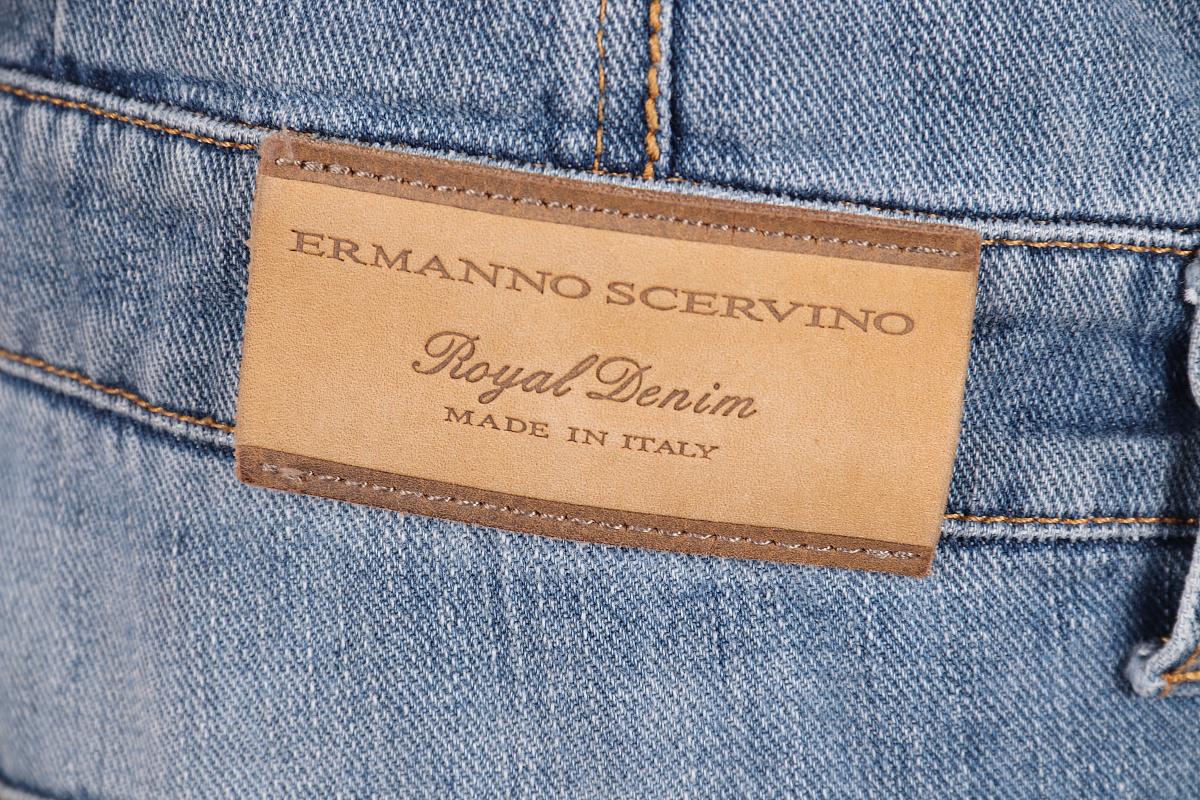 ERMANNO SCERVINO
Royal Denim
MADE IN ITALY